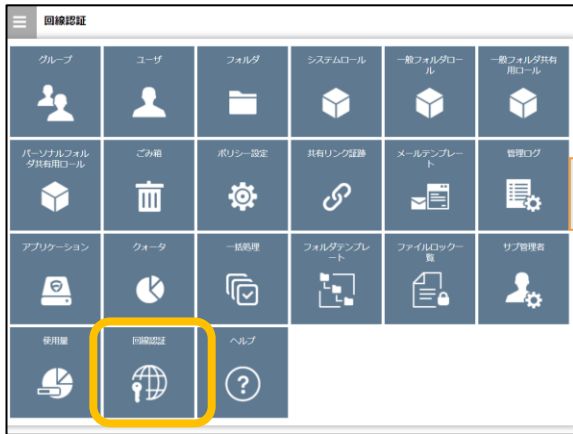 回線認証
グループ
ユーザ
フォルダ
システムロール
一般フォルダロー
ル
一般フォルダ共有
用ロール
パーソナルフォル
ダ共有用ロール
ごみ箱
ポリシー設定
共有リンク証跡
メールテンプレー
ト
管理ログ
アプリケーション
クォータ
一括処理
フォルダテンプレ
ート
ファイルロック一
覧
サブ管理者
使用量
回線認証
ヘルプ